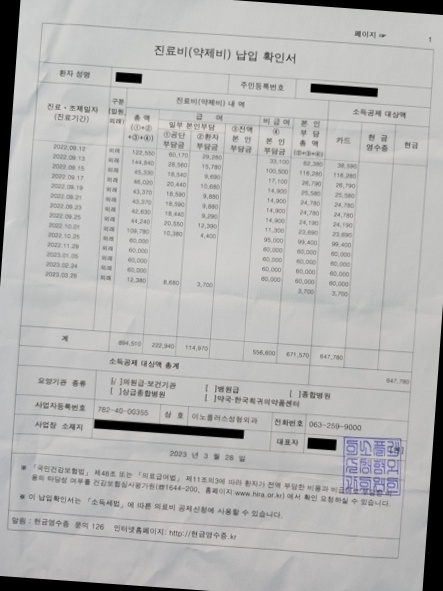 페이지 1
진료비(약제비) 납입 확인서
환자 성명 주민등록번호
진료·조제일자 (진료기간) 구분 (입원, 외래) 진료비(약제비) 내역 소득공제 대상액
총액 (①+②+③+④) 급여 비급여 본인부담 총액 (②+③+④) 카드 현금영수증 현금
일부 본인부담 ③전액 본인 부담금 ④ 본인 부담금
①공단 부담금 ②환자 부담금
2022.09.12 외래 122,550 60,170 29,280 33,100 62,380
2022.09.13 외래 144,840 28,560 15,780 100,500 116,280 116,280
2022.09.15 외래 45,330 18,540 9,690 17,100 26,790 26,790
2022.09.17 외래 46,020 20,440 10,680 14,900 25,580 25,580
2022.09.19 외래 43,370 18,590 9,880 14,900 24,780 24,780
2022.09.21 외래 43,370 18,590 9,880 14,900 24,780 24,780
2022.09.23 외래 42,630 18,440 9,290 14,900 24,190 24,190
2022.09.25 외래 44,240 20,550 12,390 11,300 23,690 23,690
2022.10.01 외래 109,780 10,380 4,400 95,000 99,400 99,400
2022.10.25 외래 60,000 60,000 60,000 60,000
2022.11.29 외래 60,000 60,000 60,000 60,000
2023.01.05 외래 60,000 60,000 60,000 60,000
2023.02.24 외래 60,000 60,000 60,000 60,000
2023.03.28 외래 12,380 8,680 3,700 3,700 3,700
계 894,510 222,940 114,970 556,600 671,570 647,780
소득공제 대상액 총계 647,780
요양기관 종류 [ ]의원급·보건기관 [ ]병원급 [ ]종합병원
[ ]상급종합병원 [ ]약국·한국희귀의약품센터
사업자등록번호 782-40-00355 상호 이노플러스성형외과 전화번호 063-259-9000
사업장 소재지 대표자
2023 년 3 월 28 일
※ 「국민건강보험법」 제48조 또는 「의료급여법」 제11조의3에 따라 환자가 전액 부담한 비용과
용의 타당성 여부를 건강보험심사평가원(☎1644-2000, 홈페이지:www.hira.or.kr) 에서 확인 요청하실 수 있습니다.
※ 이 납입확인서는 「소득세법」에 따른 의료비 공제신청에 사용할 수 있습니다.
알림 : 현금영수증 문의 126 인터넷홈페이지: http://현금영수증.kr